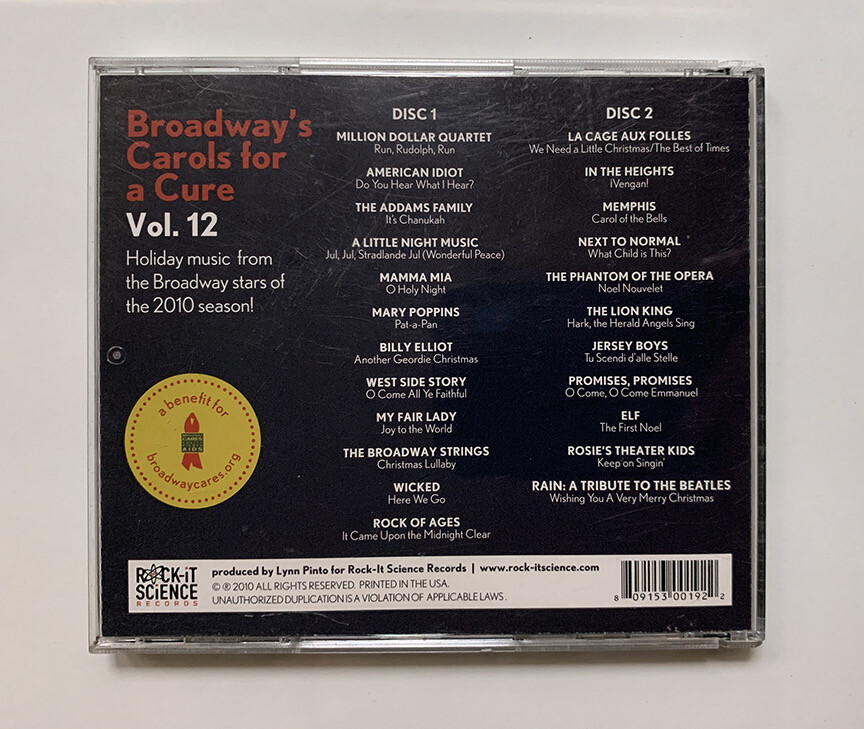 Broadway's
Carols for
a Cure
Vol. 12
Holiday music from
the Broadway stars of
the 2010 season!
a benefit for
CARES
AIDS
broadwaycares.org
DISC 1
MILLION DOLLAR QUARTET
Run, Rudolph, Run
AMERICAN IDIOT
Do You Hear What I Hear?
THE ADDAMS FAMILY
It's Chanukah
A LITTLE NIGHT MUSIC
Jul, Jul, Stradlande Jul (Wonderful Peace)
MAMMA MIA
O Holy Night
MARY POPPINS
Pat-a-Pan
BILLY ELLIOT
Another Geordie Christmas
WEST SIDE STORY
O Come All Ye Faithful
MY FAIR LADY
Joy to the World
THE BROADWAY STRINGS
Christmas Lullaby
WICKED
Here We Go
ROCK OF AGES
It Came Upon the Midnight Clear
DISC 2
LA CAGE AUX FOLLES
We Need a Little Christmas/The Best of Times
IN THE HEIGHTS
¡Vengan!
MEMPHIS
Carol of the Bells
NEXT TO NORMAL
What Child is This?
THE PHANTOM OF THE OPERA
Noel Nouvelet
THE LION KING
Hark, the Herald Angels Sing
JERSEY BOYS
Tu Scendi d'alle Stelle
PROMISES, PROMISES
O Come, O Come Emmanuel
ELF
The First Noel
ROSIE'S THEATER KIDS
Keep on Singin'
RAIN: A TRIBUTE TO THE BEATLES
Wishing You A Very Merry Christmas
ROCK-iT
SCIENCE
RECORDS
produced by Lynn Pinto for Rock-It Science Records | www.rock-itscience.com
© ℗ 2010 ALL RIGHTS RESERVED. PRINTED IN THE USA.
UNAUTHORIZED DUPLICATION IS A VIOLATION OF APPLICABLE LAWS.
8 09153 00192 2